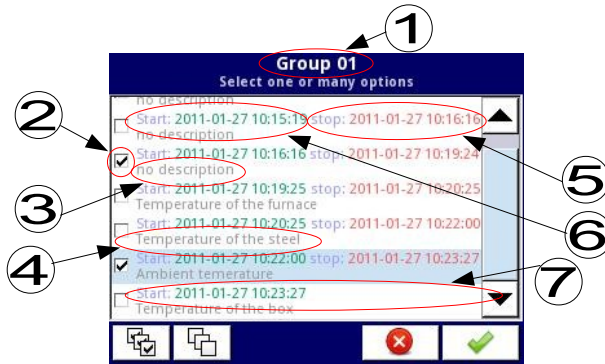 1
Group 01
Select one or many options
no description
Start: 2011-01-27 10:15:19 stop: 2011-01-27 10:16:16
no description
2
Start: 2011-01-27 10:16:16 stop: 2011-01-27 10:19:24
no description
5
3
Start: 2011-01-27 10:19:25 stop: 2011-01-27 10:20:25
Temperature of the furnace
6
Start: 2011-01-27 10:20:25 stop: 2011-01-27 10:22:00
Temperature of the steel
4
Start: 2011-01-27 10:22:00 stop: 2011-01-27 10:23:27
Ambient temerature
7
Start: 2011-01-27 10:23:27
Temperature of the box